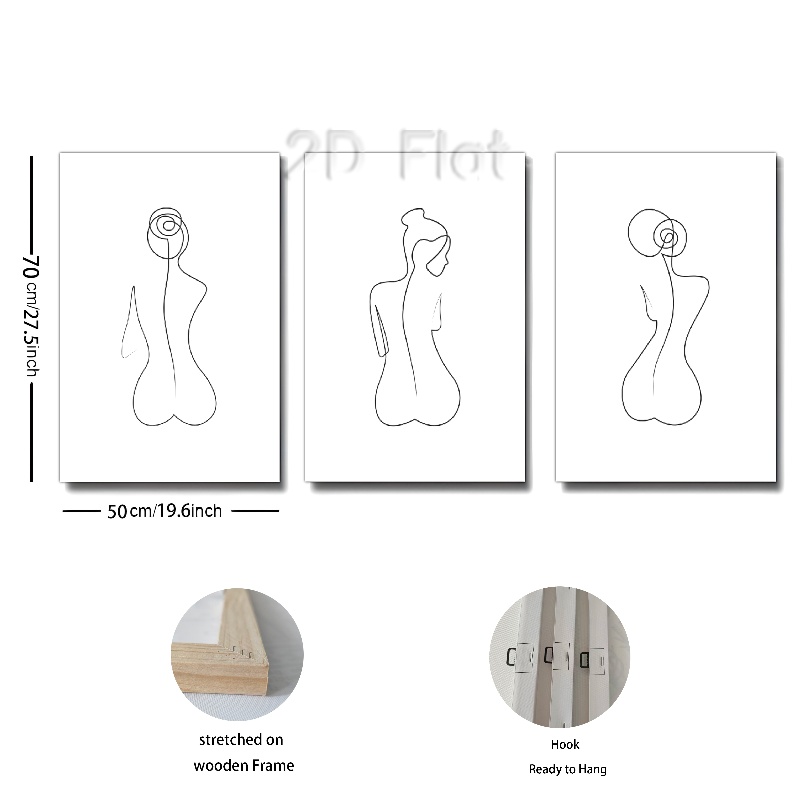 2D Flat
70 cm/27.5inch
50cm/19.6inch
stretched on
wooden Frame
Hook
Ready to Hang